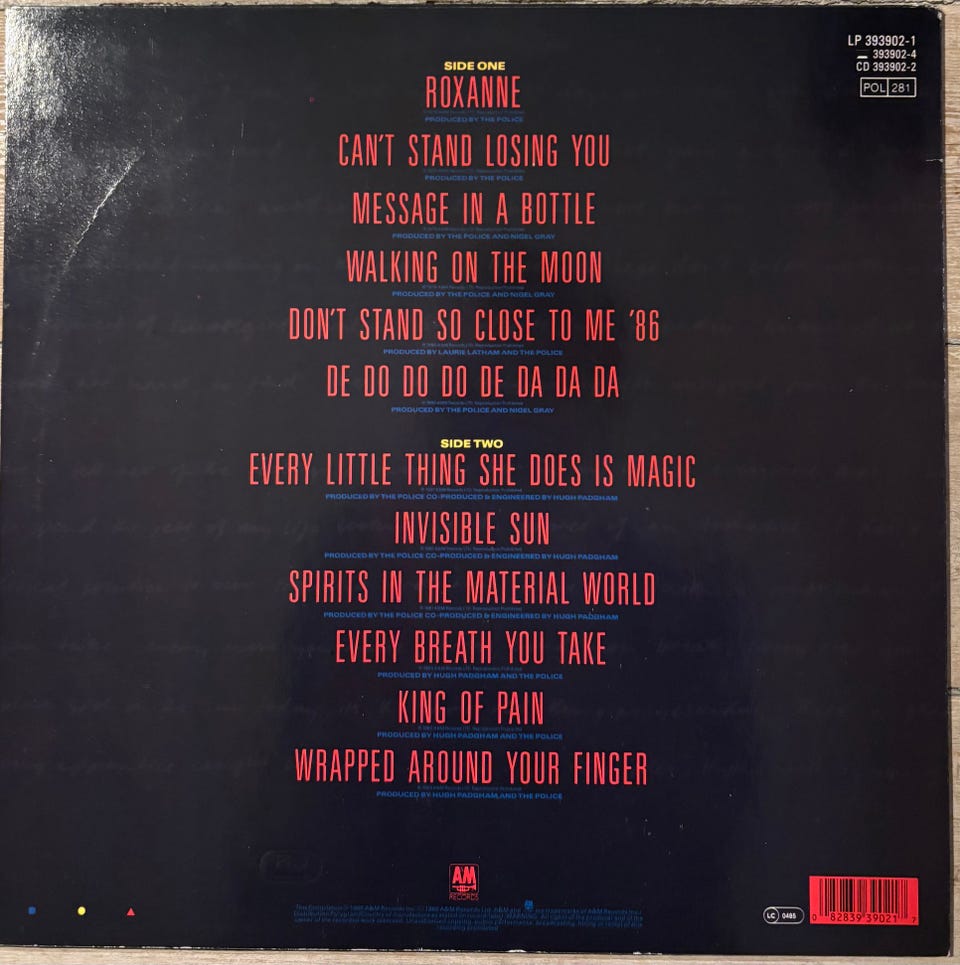 LP 393902-1
393902-4
CD 393902-2
POL 281
SIDE ONE
ROXANNE
PRODUCED BY THE POLICE
CAN'T STAND LOSING YOU
PRODUCED BY THE POLICE
MESSAGE IN A BOTTLE
PRODUCED BY THE POLICE AND NIGEL GRAY
WALKING ON THE MOON
PRODUCED BY THE POLICE AND NIGEL GRAY
DON'T STAND SO CLOSE TO ME '86
PRODUCED BY LAURIE LATHAM AND THE POLICE
DE DO DO DO DE DA DA DA
PRODUCED BY THE POLICE AND NIGEL GRAY
SIDE TWO
EVERY LITTLE THING SHE DOES IS MAGIC
PRODUCED BY THE POLICE CO-PRODUCED & ENGINEERED BY HUGH PADGHAM
INVISIBLE SUN
PRODUCED BY THE POLICE CO-PRODUCED & ENGINEERED BY HUGH PADGHAM
SPIRITS IN THE MATERIAL WORLD
PRODUCED BY THE POLICE CO-PRODUCED & ENGINEERED BY HUGH PADGHAM
EVERY BREATH YOU TAKE
PRODUCED BY HUGH PADGHAM AND THE POLICE
KING OF PAIN
PRODUCED BY HUGH PADGHAM AND THE POLICE
WRAPPED AROUND YOUR FINGER
PRODUCED BY HUGH PADGHAM AND THE POLICE
A&M
RECORDS
LC 0485
0 82839 39021 7